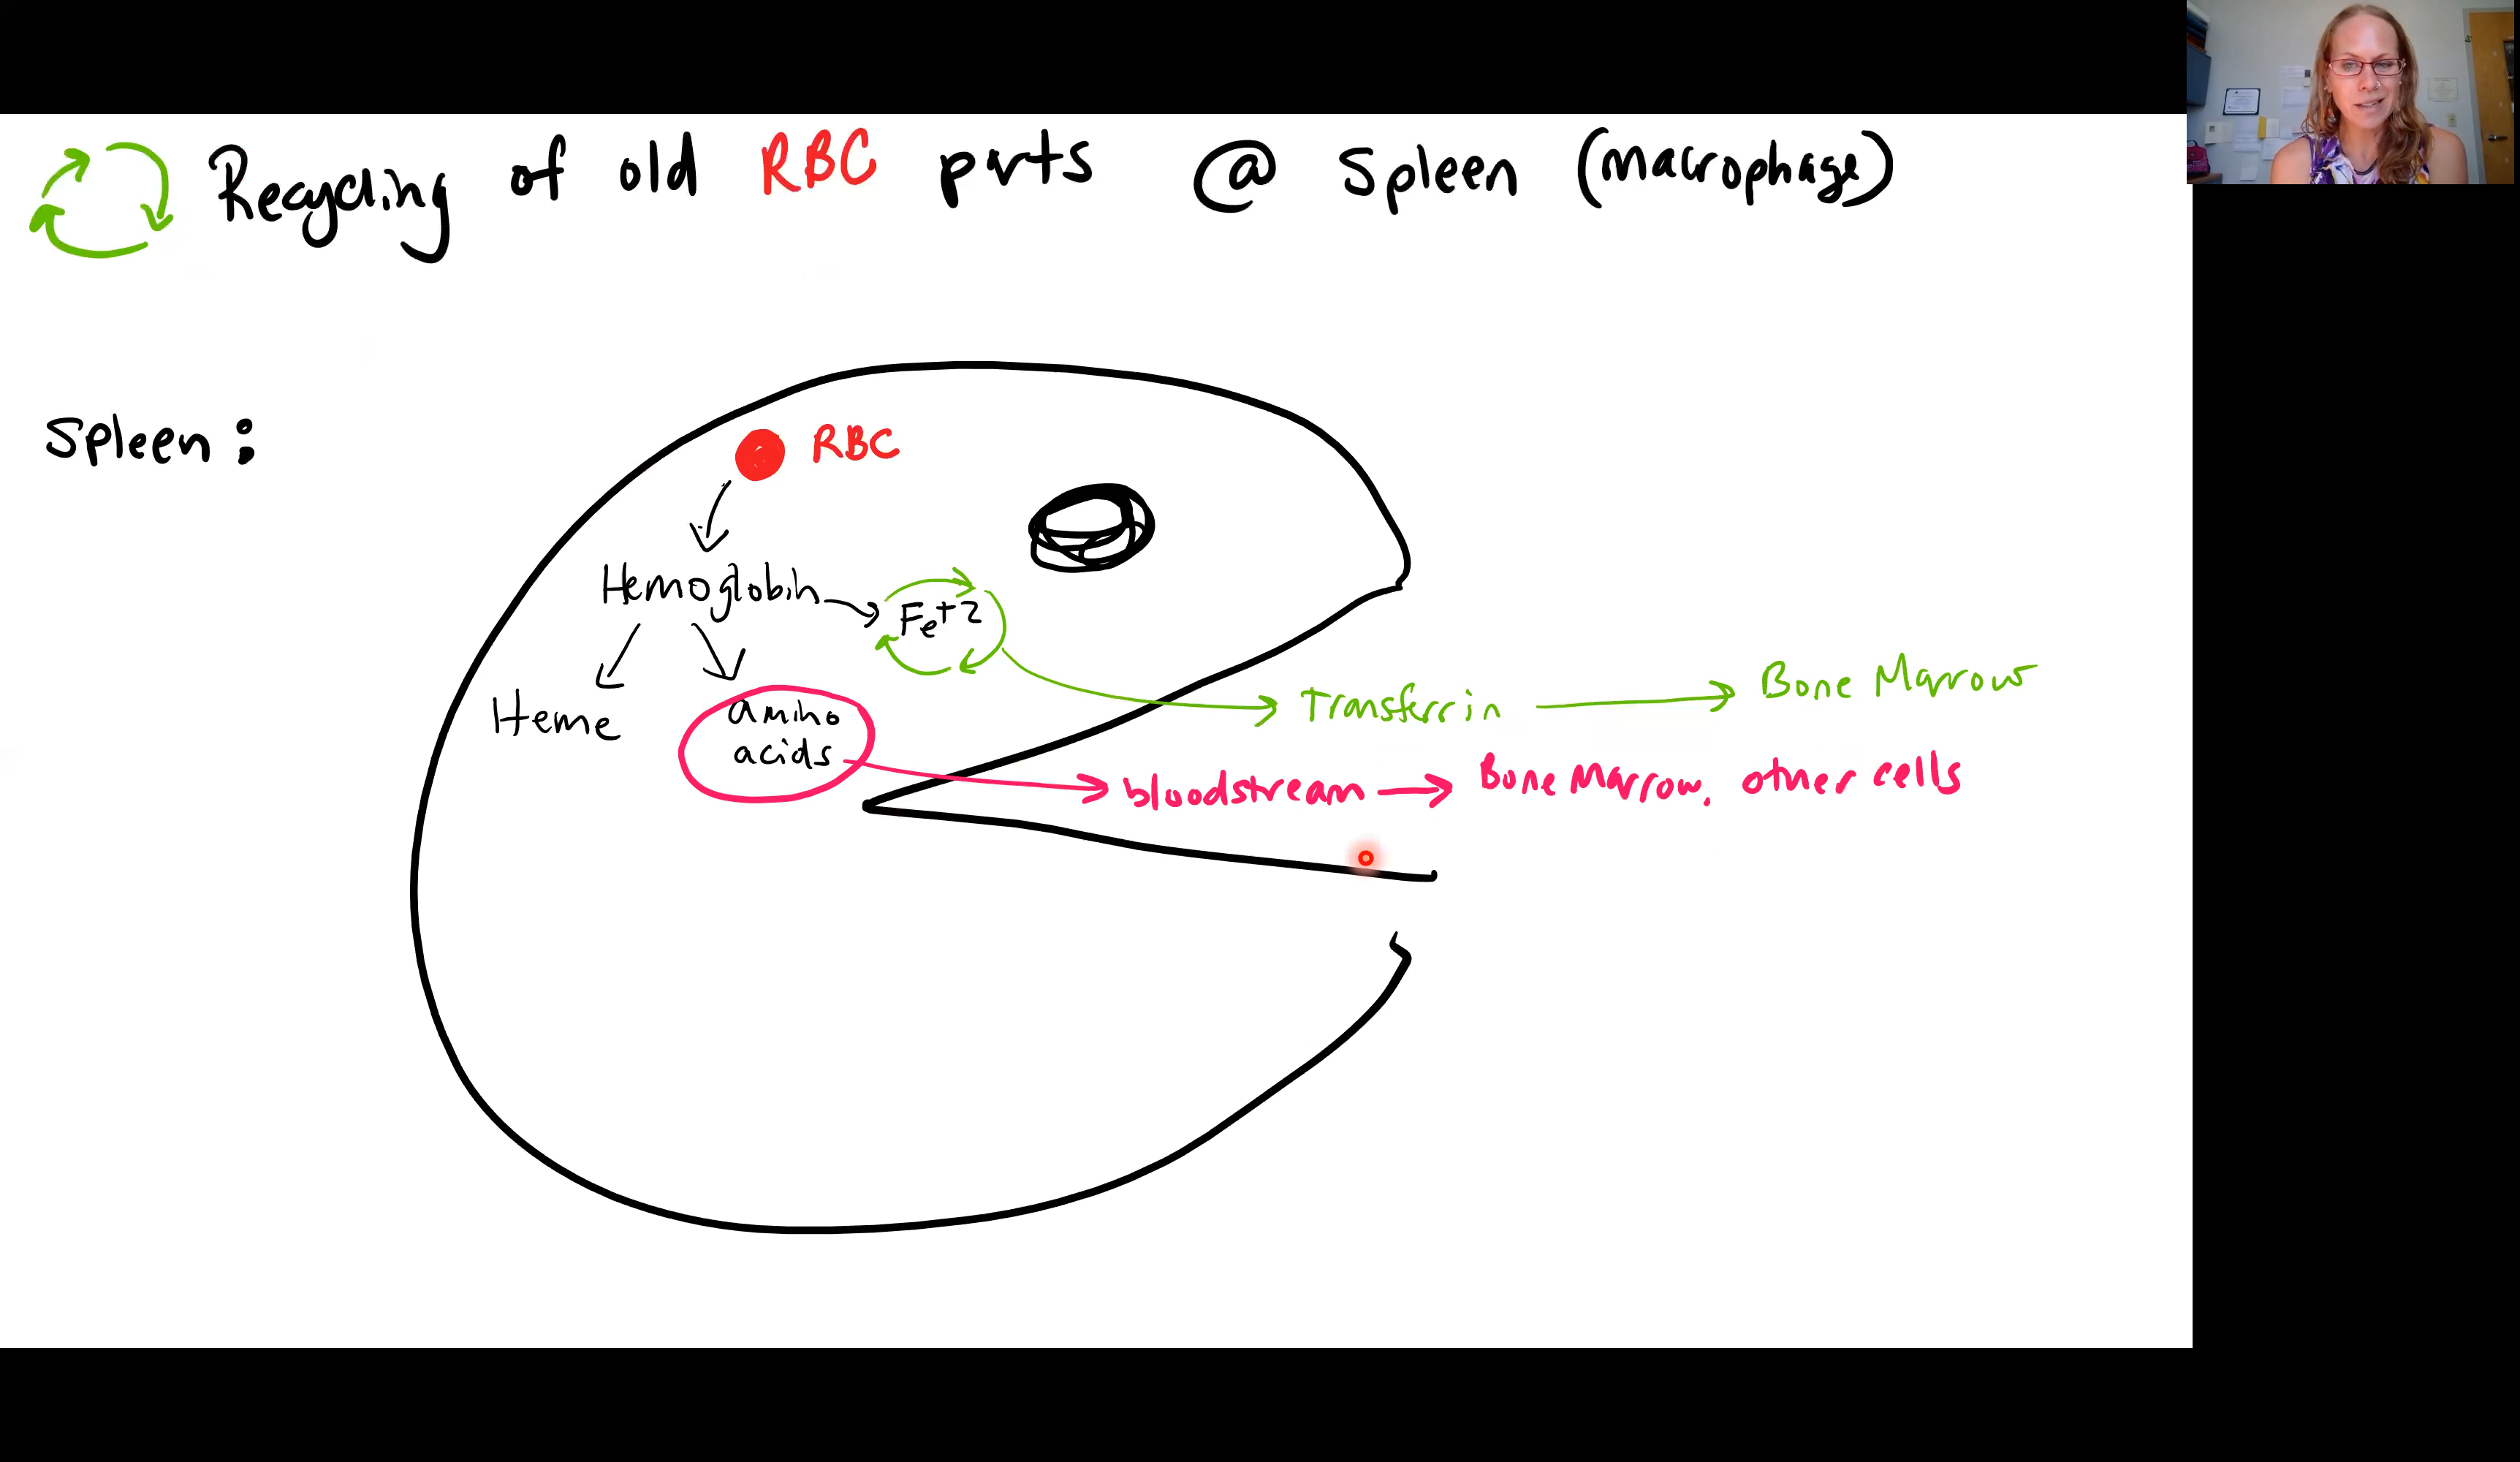 Recycling of old RBC parts @ Spleen (macrophage)
Spleen:
RBC
Hemoglobin
Fe+2
Heme
amino
acids
Transferrin
Bone Marrow
bloodstream
Bone Marrow, other cells